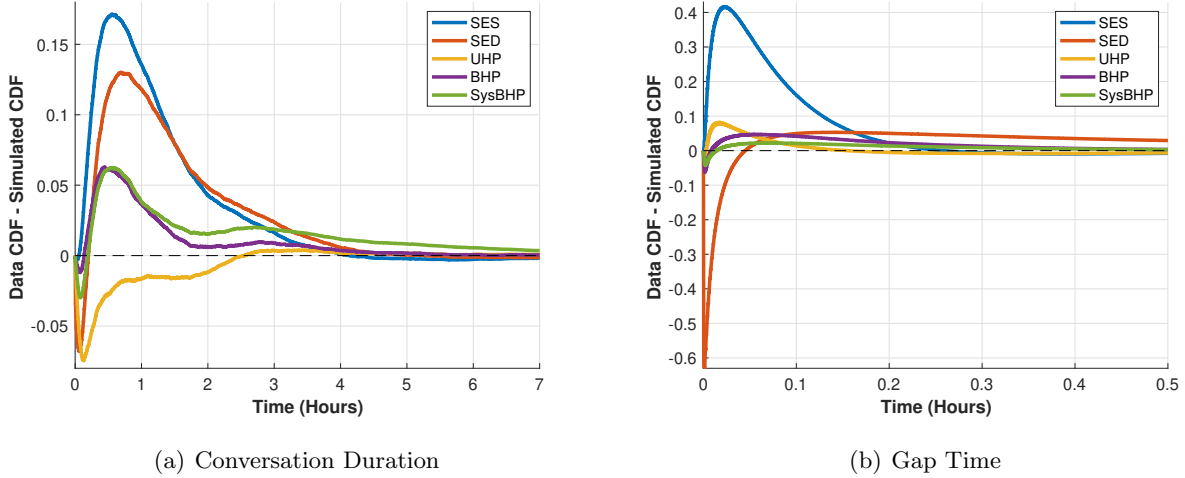 Data CDF - Simulated CDF
0.15
0.1
0.05
0
-0.05
0 1 2 3 4 5 6 7
Time (Hours)
SES
SED
UHP
BHP
SysBHP
(a) Conversation Duration
Data CDF - Simulated CDF
0.4
0.3
0.2
0.1
0
-0.1
-0.2
-0.3
-0.4
-0.5
-0.6
0 0.1 0.2 0.3 0.4 0.5
Time (Hours)
SES
SED
UHP
BHP
SysBHP
(b) Gap Time